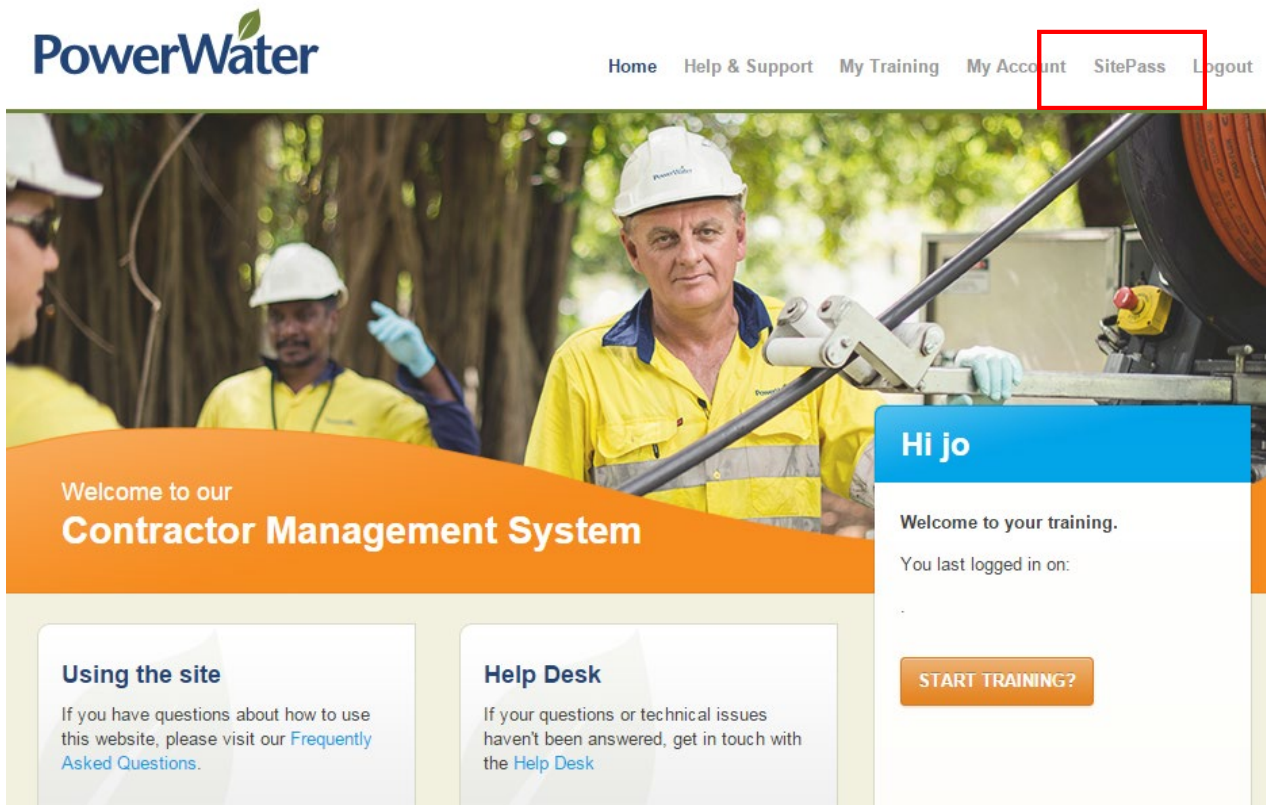 PowerWater
Home Help & Support My Training My Account SitePass Logout
PowerWater
Welcome to our
Contractor Management System
Hi jo
Welcome to your training.
You last logged in on:
.
START TRAINING?
Using the site
If you have questions about how to use
this website, please visit our Frequently
Asked Questions.
Help Desk
If your questions or technical issues
haven't been answered, get in touch with
the Help Desk